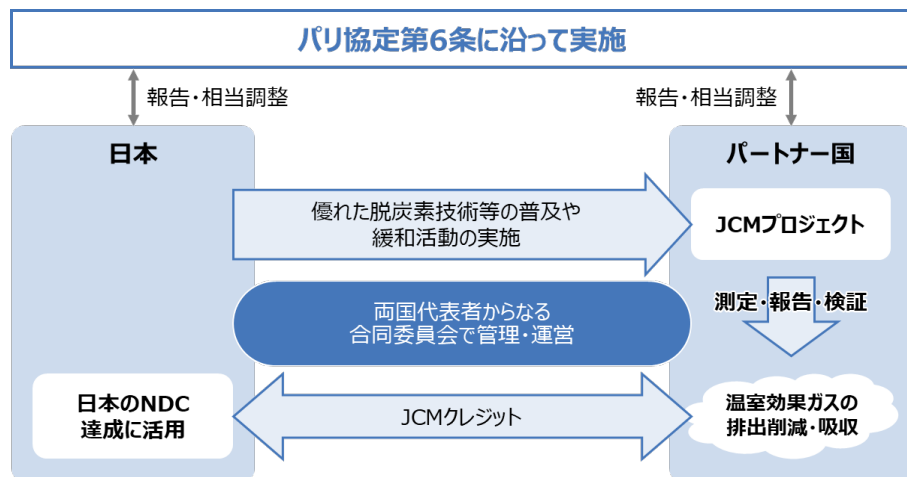 パリ協定第6条に沿って実施
報告・相当調整
報告・相当調整
日本
パートナー国
優れた脱炭素技術等の普及や
緩和活動の実施
JCMプロジェクト
測定・報告・検証
両国代表者からなる
合同委員会で管理・運営
日本のNDC
達成に活用
JCMクレジット
温室効果ガスの
排出削減・吸収